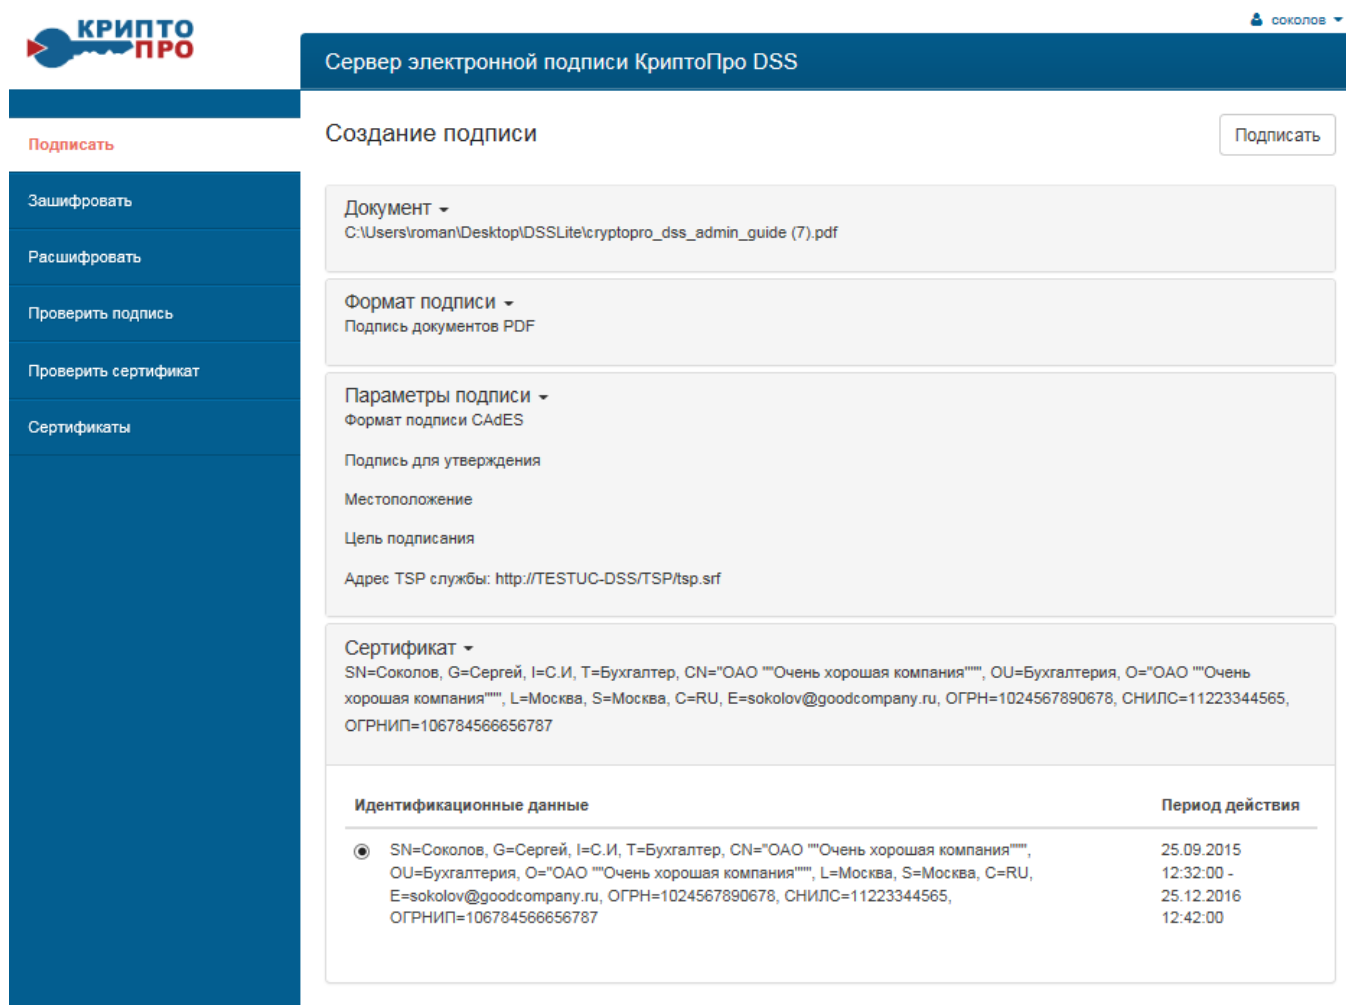 КРИПТО
ПРО
соколов
Сервер электронной подписи КриптоПро DSS
Подписать
Зашифровать
Расшифровать
Проверить подпись
Проверить сертификат
Сертификаты
Создание подписи
Подписать
Документ
C:\Users\roman\Desktop\DSSLite\cryptopro_dss_admin_guide (7).pdf
Формат подписи
Подпись документов PDF
Параметры подписи
Формат подписи CAdES
Подпись для утверждения
Местоположение
Цель подписания
Адрес TSP службы: http://TESTUC-DSS/TSP/tsp.srf
Сертификат
SN=Соколов, G=Сергей, I=С.И, T=Бухгалтер, CN="ОАО ""Очень хорошая компания""", OU=Бухгалтерия, O="ОАО ""Очень
хорошая компания""", L=Москва, S=Москва, C=RU, E=sokolov@goodcompany.ru, ОГРН=1024567890678, СНИЛС=11223344565,
ОГРНИП=106784566656787
Идентификационные данные
Период действия
SN=Соколов, G=Сергей, I=С.И, T=Бухгалтер, CN="ОАО ""Очень хорошая компания""",
OU=Бухгалтерия, O="ОАО ""Очень хорошая компания""", L=Москва, S=Москва, C=RU,
E=sokolov@goodcompany.ru, ОГРН=1024567890678, СНИЛС=11223344565,
ОГРНИП=106784566656787
25.09.2015
12:32:00 -
25.12.2016
12:42:00